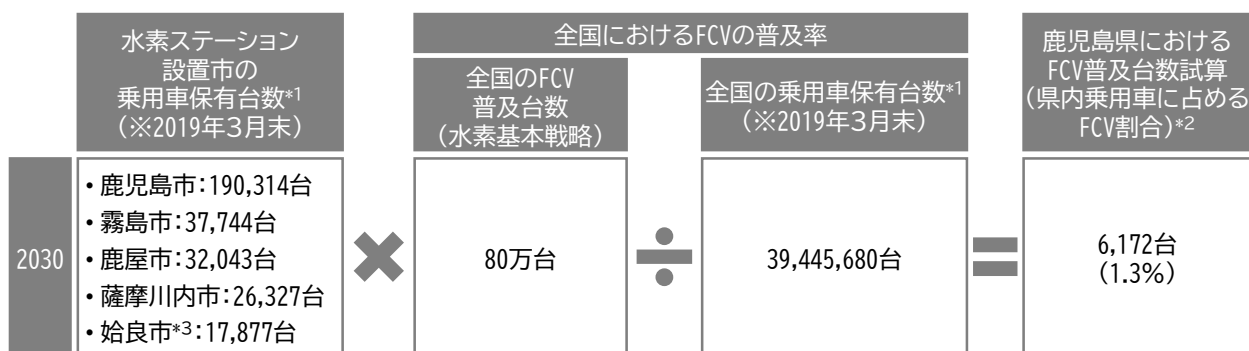 水素ステーション
設置市の
乗用車保有台数*1
(※2019年3月末)
全国におけるFCVの普及率
全国のFCV
普及台数
(水素基本戦略)
全国の乗用車保有台数*1
(※2019年3月末)
鹿児島県における
FCV普及台数試算
(県内乗用車に占める
FCV割合)*2
2030
・鹿児島市:190,314台
・霧島市:37,744台
・鹿屋市:32,043台
・薩摩川内市:26,327台
・姶良市*3:17,877台
×
80万台
÷
39,445,680台
=
6,172台
(1.3%)